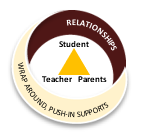 RELATIONSHIPS
Student
Teacher Parents
WRAP AROUND, PUSH-IN SUPPORTS